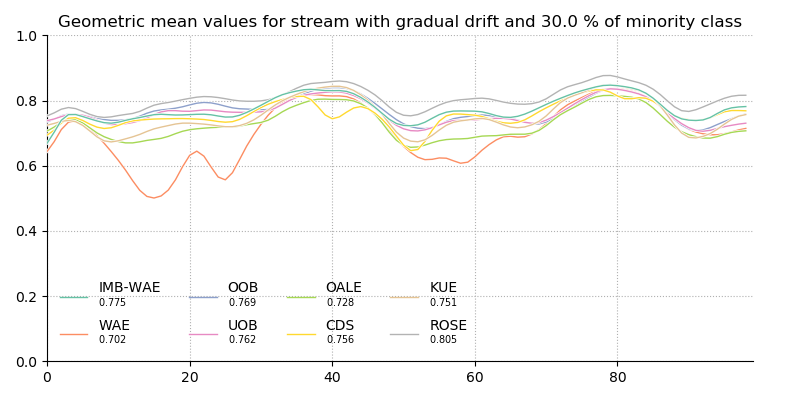 Geometric mean values for stream with gradual drift and 30.0 % of minority class
1.0
0.8
0.6
0.4
0.2
0.0
IMB-WAE OOB OALE KUE
0.775 0.769 0.728 0.751
WAE UOB CDS ROSE
0.702 0.762 0.756 0.805
0 20 40 60 80